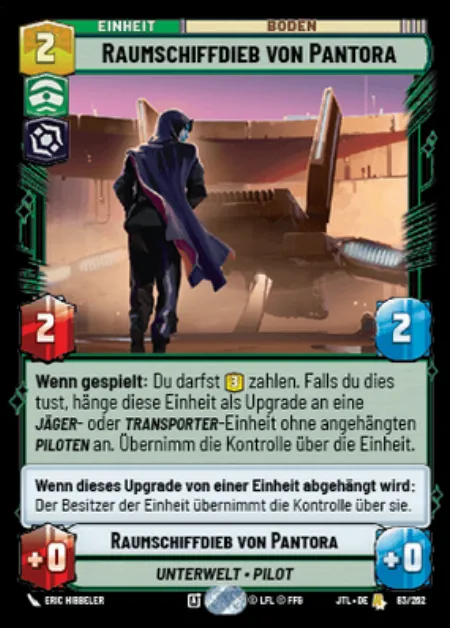 2
EINHEIT
BODEN
RAUMSCHIFFDIEB VON PANTORA
2
2
Wenn gespielt: Du darfst 3 zahlen. Falls du dies
tust, hänge diese Einheit als Upgrade an eine
JÄGER- oder TRANSPORTER-Einheit ohne angehängten
PILOTEN an. Übernimm die Kontrolle über die Einheit.
Wenn dieses Upgrade von einer Einheit abgehängt wird:
Der Besitzer der Einheit übernimmt die Kontrolle über sie.
+0
RAUMSCHIFFDIEB VON PANTORA
+0
UNTERWELT • PILOT
ERIC HIBBELER
© LFL © FFG
JTL • DE
83/262